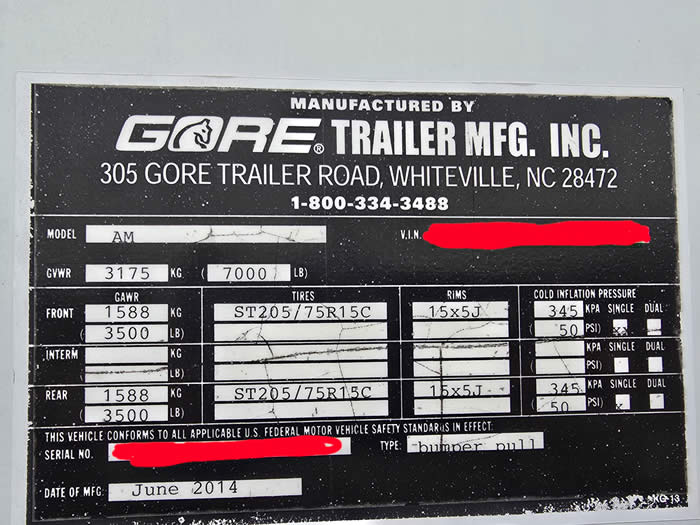 MANUFACTURED BY
GORE® TRAILER MFG. INC.
305 GORE TRAILER ROAD, WHITEVILLE, NC 28472
1-800-334-3488
MODEL AM V.I.N.
GVWR 3175 KG ( 7000 LB)
GAWR TIRES RIMS COLD INFLATION PRESSURE
FRONT 1588 KG ST205/75R15C 15x5J 345 KPA SINGLE DUAL
( 3500 LB) ( 50 PSI)
INTERM KG KPA SINGLE DUAL
( LB) ( PSI)
REAR 1588 KG ST205/75R15C 15x5J 345 KPA SINGLE DUAL
( 3500 LB) ( 50 PSI) x
THIS VEHICLE CONFORMS TO ALL APPLICABLE U.S. FEDERAL MOTOR VEHICLE SAFETY STANDARDS IN EFFECT.
SERIAL NO. TYPE: bumper pull
DATE OF MFG. June 2014 KG-13